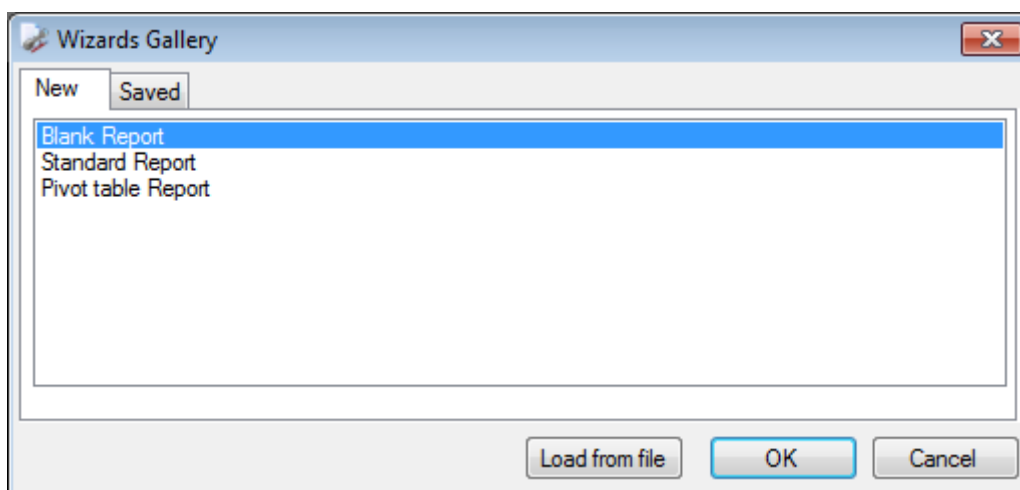 Wizards Gallery
New
Saved
Blank Report
Standard Report
Pivot table Report
Load from file
OK
Cancel